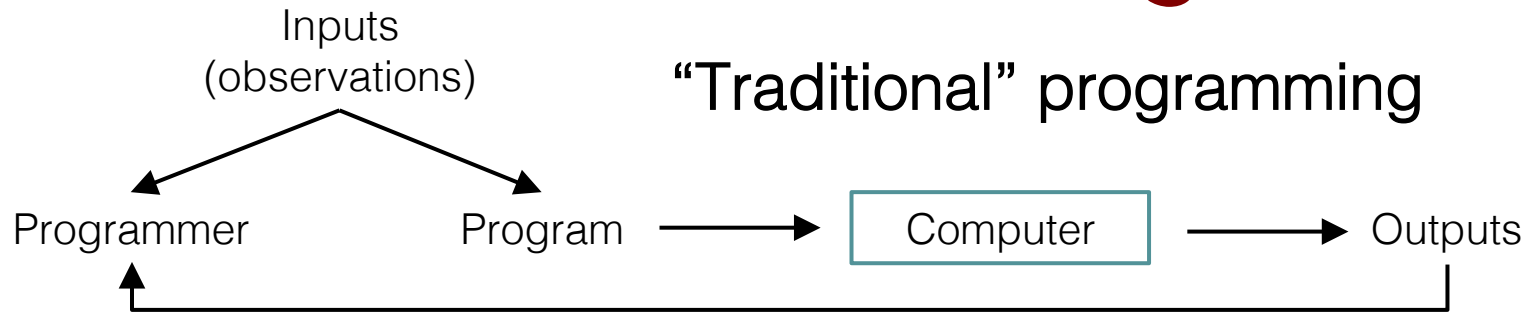 Inputs
(observations)
“Traditional” programming
Programmer
Program
Computer
Outputs